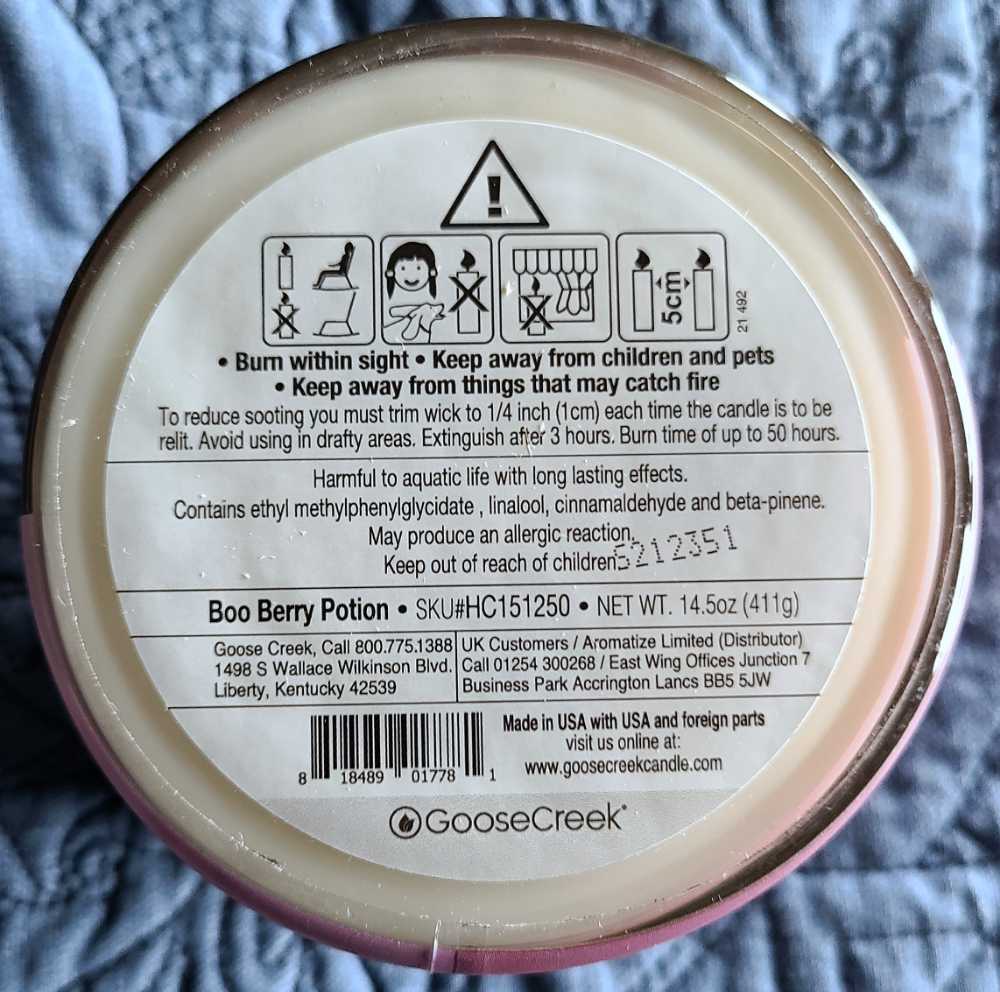 !
5cm
21 492
• Burn within sight • Keep away from children and pets
• Keep away from things that may catch fire
To reduce sooting you must trim wick to 1/4 inch (1cm) each time the candle is to be
relit. Avoid using in drafty areas. Extinguish after 3 hours. Burn time of up to 50 hours.
Harmful to aquatic life with long lasting effects.
Contains ethyl methylphenylglycidate , linalool, cinnamaldehyde and beta-pinene.
May produce an allergic reaction.
Keep out of reach of children
5212351
Boo Berry Potion • SKU#HC151250 • NET WT. 14.5oz (411g)
Goose Creek, Call 800.775.1388
1498 S Wallace Wilkinson Blvd.
Liberty, Kentucky 42539
UK Customers / Aromatize Limited (Distributor)
Call 01254 300268 / East Wing Offices Junction 7
Business Park Accrington Lancs BB5 5JW
8 18489 01778 1
Made in USA with USA and foreign parts
visit us online at:
www.goosecreekcandle.com
GooseCreek